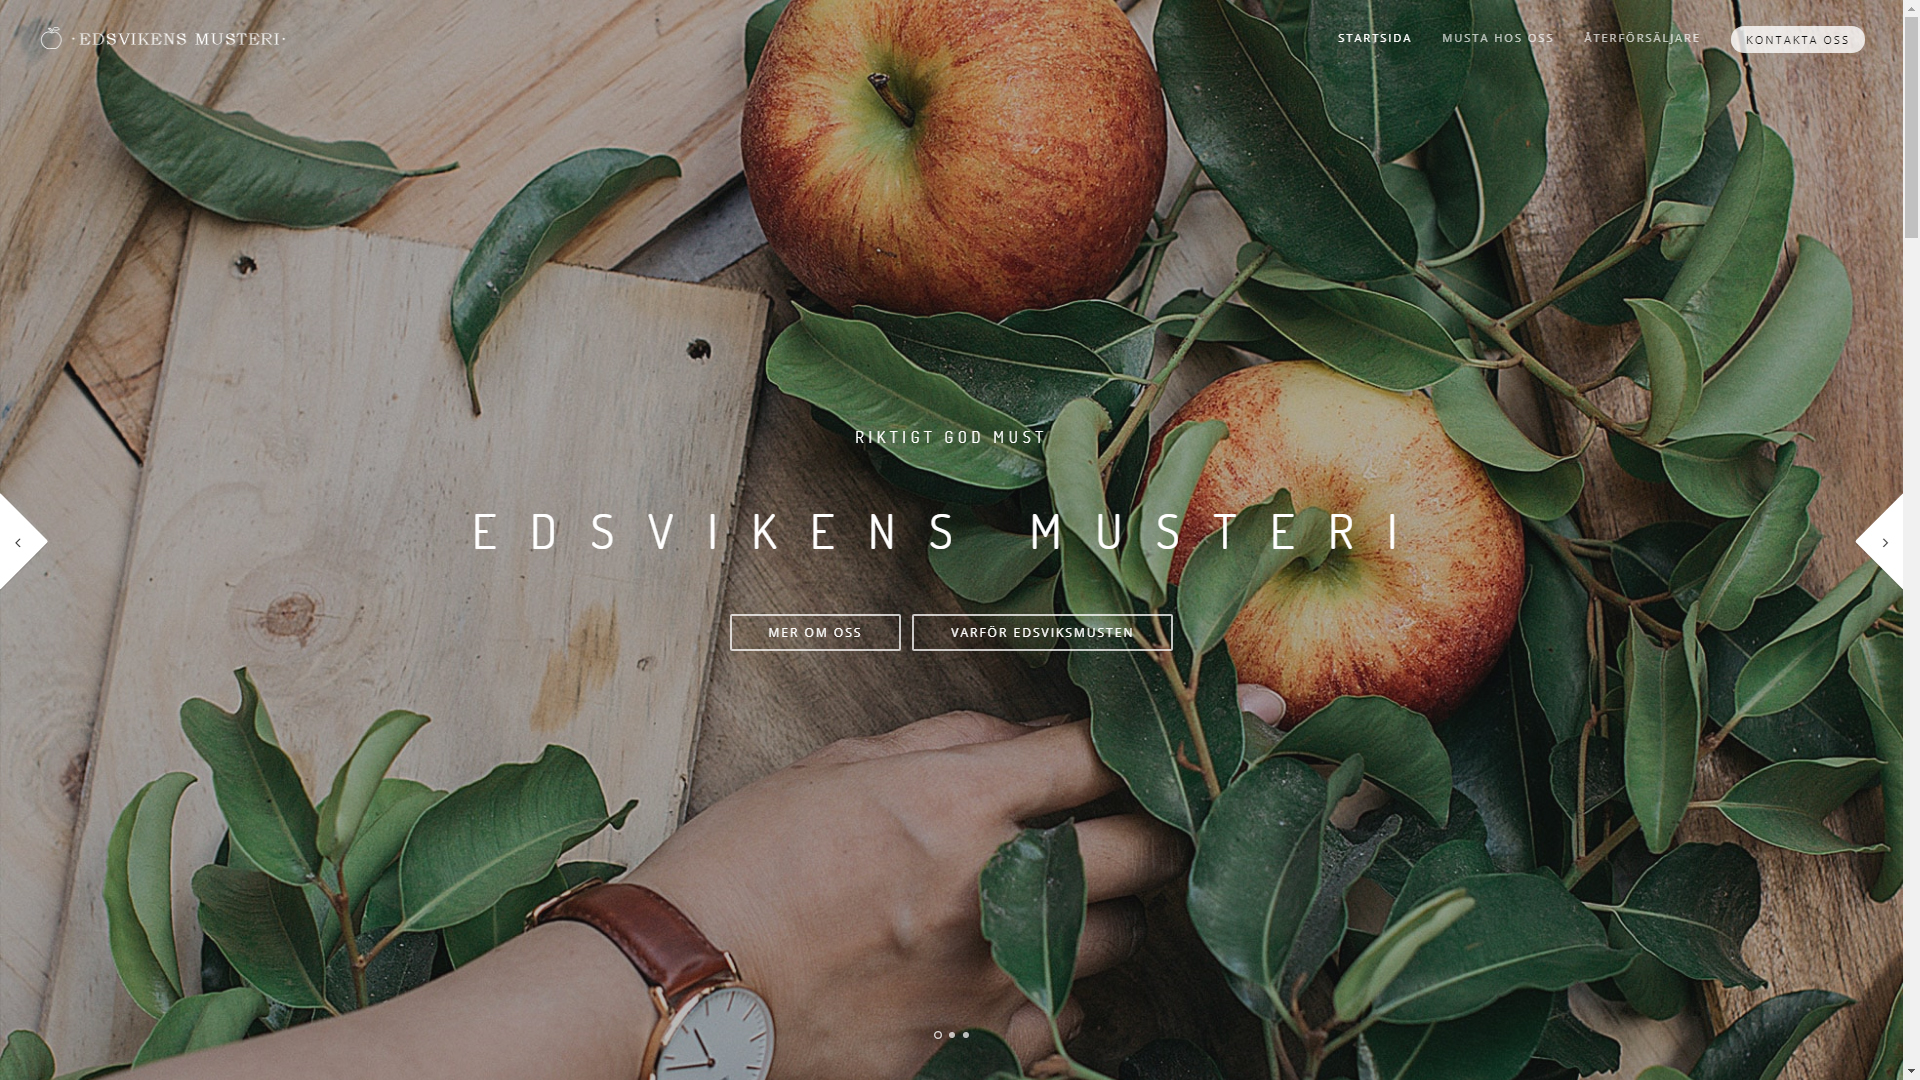 ·EDSVIKENS MUSTERI·
STARTSIDA
MUSTA HOS OSS
ÅTERFÖRSÄLJARE
KONTAKTA OSS
RIKTIGT GOD MUST
EDSVIKENS MUSTERI
MER OM OSS
VARFÖR EDSVIKSMUSTEN